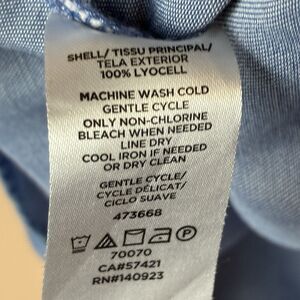 SHELL/ TISSU PRINCIPAL/
TELA EXTERIOR
100% LYOCELL
MACHINE WASH COLD
GENTLE CYCLE
ONLY NON-CHLORINE
BLEACH WHEN NEEDED
LINE DRY
COOL IRON IF NEEDED
OR DRY CLEAN
GENTLE CYCLE/
CYCLE DÉLICAT/
CICLO SUAVE
473668
70070
CA#57421
RN#140923